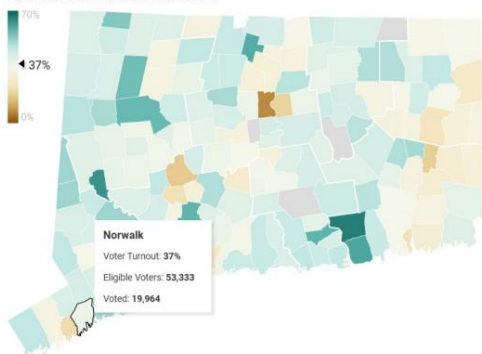 70%
37%
0%
Norwalk
Voter Turnout: 37%
Eligible Voters: 53,333
Voted: 19,964